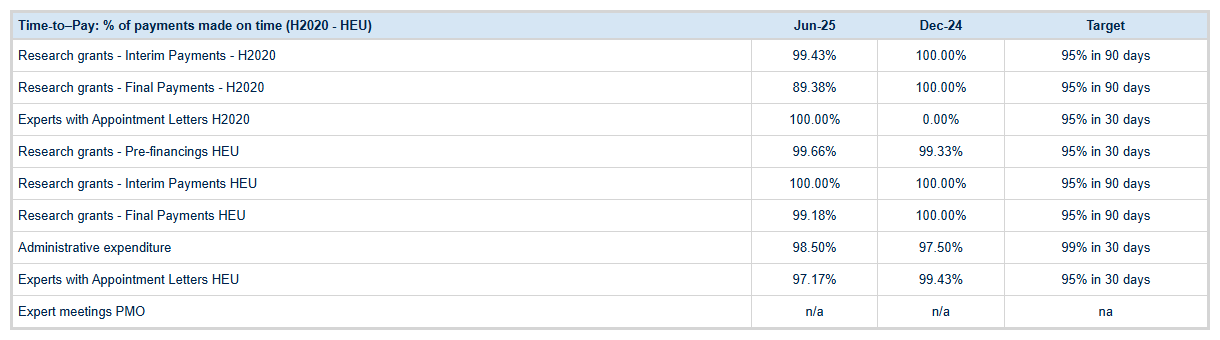 Time-to–Pay: % of payments made on time (H2020 - HEU) Jun-25 Dec-24 Target
Research grants - Interim Payments - H2020 99.43% 100.00% 95% in 90 days
Research grants - Final Payments - H2020 89.38% 100.00% 95% in 90 days
Experts with Appointment Letters H2020 100.00% 0.00% 95% in 30 days
Research grants - Pre-financings HEU 99.66% 99.33% 95% in 30 days
Research grants - Interim Payments HEU 100.00% 100.00% 95% in 90 days
Research grants - Final Payments HEU 99.18% 100.00% 95% in 90 days
Administrative expenditure 98.50% 97.50% 99% in 30 days
Experts with Appointment Letters HEU 97.17% 99.43% 95% in 30 days
Expert meetings PMO n/a n/a na